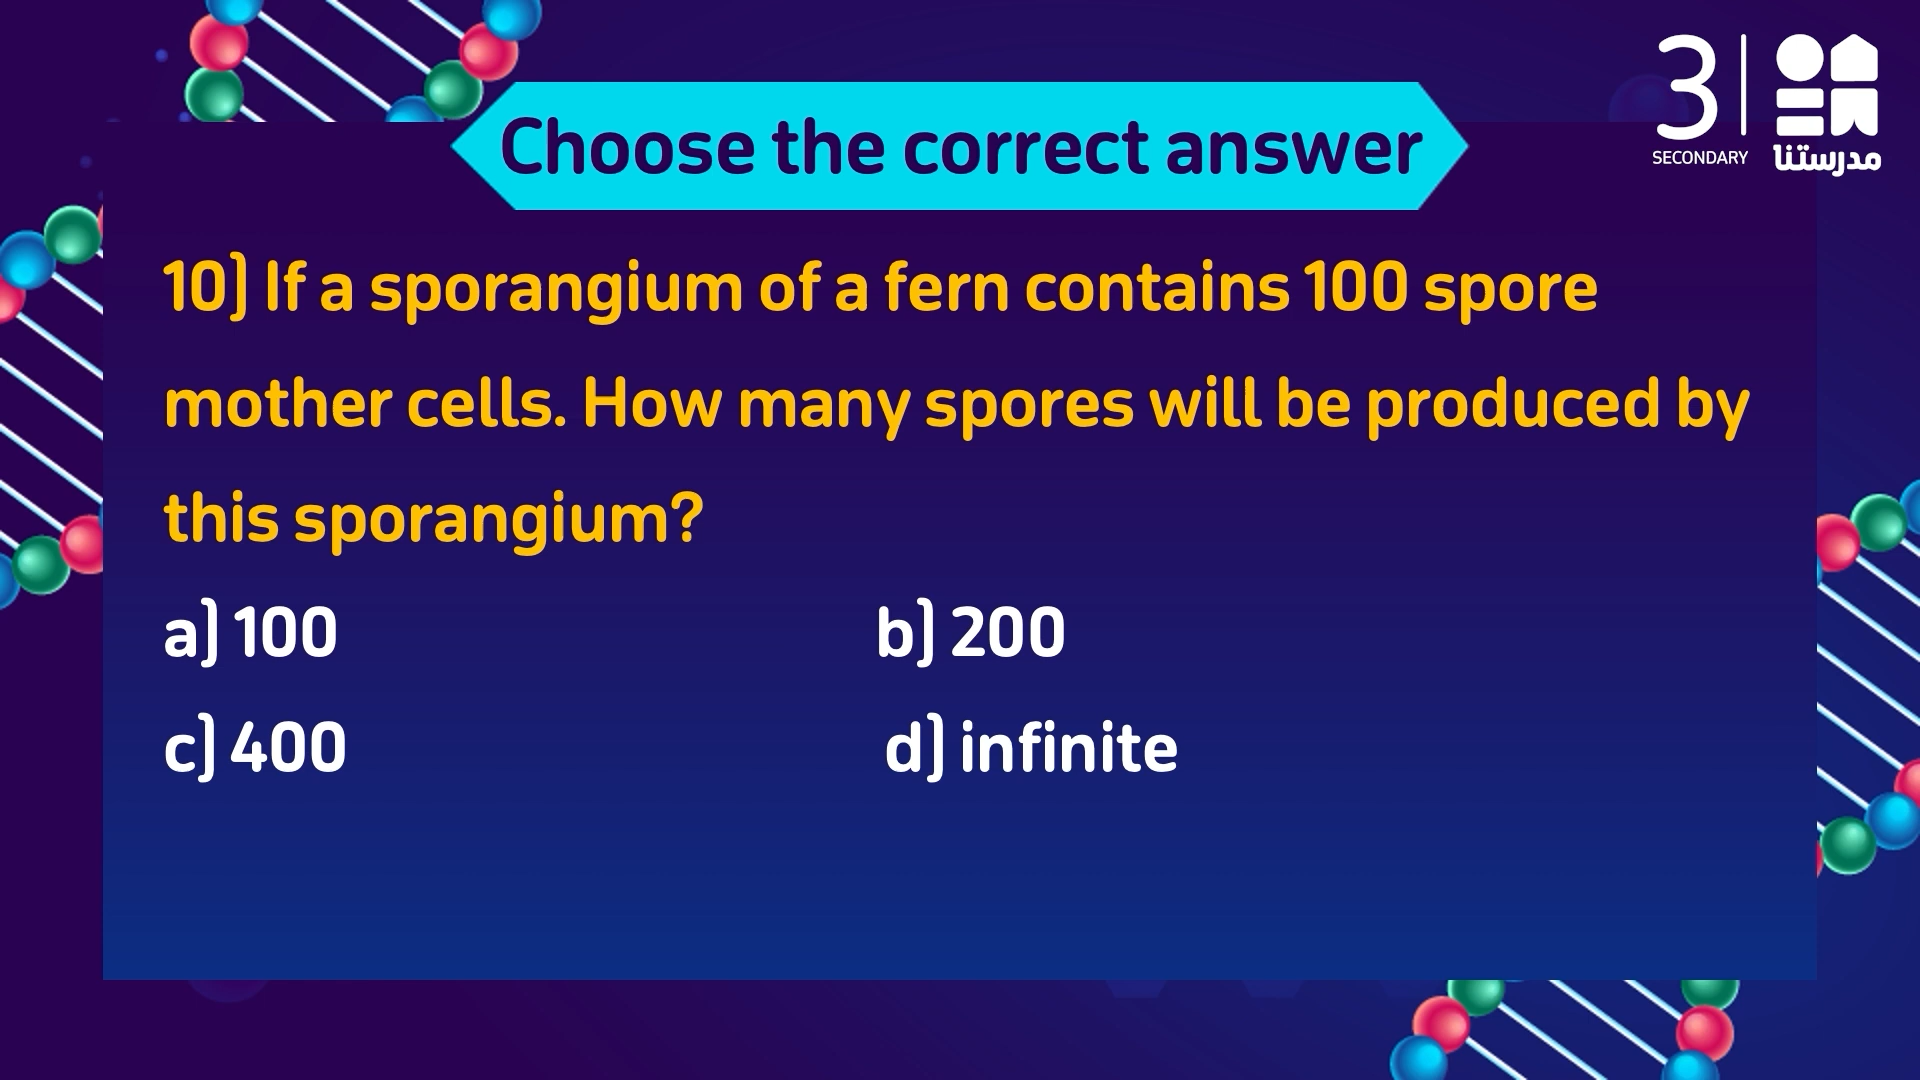 3
SECONDARY
مدرستنا
Choose the correct answer
10) If a sporangium of a fern contains 100 spore
mother cells. How many spores will be produced by
this sporangium?
a) 100 b) 200
c) 400 d) infinite